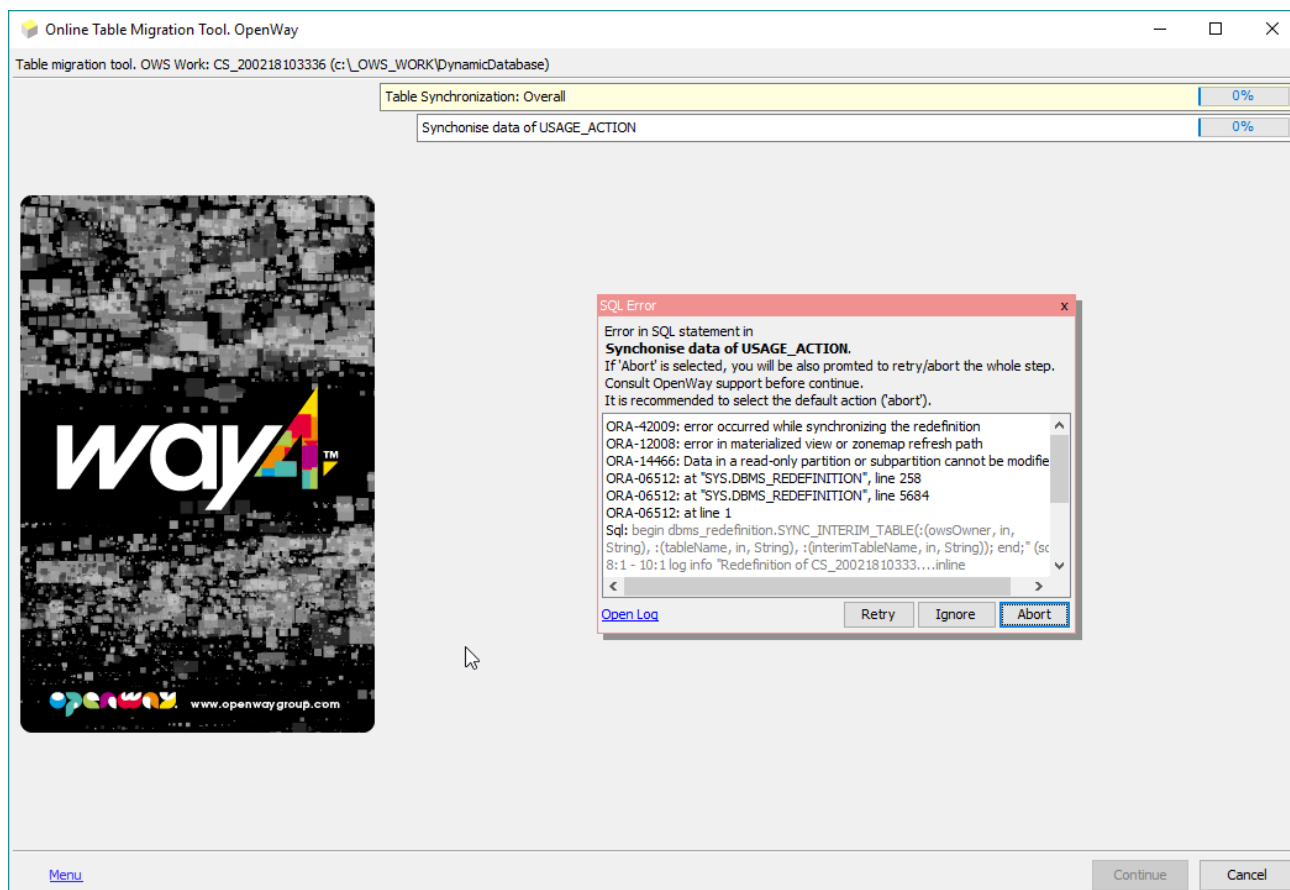 Online Table Migration Tool. OpenWay
Table migration tool. OWS Work: CS_200218103336 (c:\_OWS_WORK\DynamicDatabase)
Table Synchronization: Overall
0%
Synchonise data of USAGE_ACTION
0%
way4™
openway. www.openwaygroup.com
SQL Error
x
Error in SQL statement in
Synchonise data of USAGE_ACTION.
If 'Abort' is selected, you will be also promted to retry/abort the whole step.
Consult OpenWay support before continue.
It is recommended to select the default action ('abort').
ORA-42009: error occurred while synchronizing the redefinition
ORA-12008: error in materialized view or zonemap refresh path
ORA-14466: Data in a read-only partition or subpartition cannot be modifie
ORA-06512: at "SYS.DBMS_REDEFINITION", line 258
ORA-06512: at "SYS.DBMS_REDEFINITION", line 5684
ORA-06512: at line 1
Sql: begin dbms_redefinition.SYNC_INTERIM_TABLE(:(owsOwner, in,
String), :(tableName, in, String), :(interimTableName, in, String)); end;" (sc
8:1 - 10:1 log info "Redefinition of CS_20021810333....inline
Open Log
Retry
Ignore
Abort
Menu
Continue
Cancel